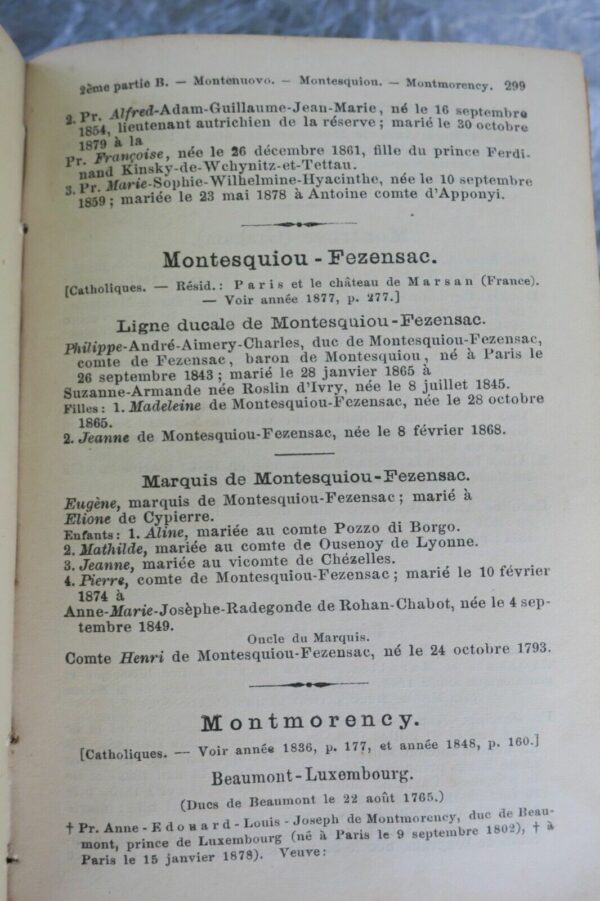 2ème partie B. — Montenuovo. — Montesquiou. — Montmorency. 299
2. Pr. Alfred-Adam-Guillaume-Jean-Marie, né le 16 septembre
1854, lieutenant autrichien de la réserve; marié le 30 octobre
1879 à la
Pr. Françoise, née le 26 décembre 1861, fille du prince Ferdi-
nand Kinsky-de-Wchynitz-et-Tettau.
3. Pr. Marie-Sophie-Wilhelmine-Hyacinthe, née le 10 septembre
1859; mariée le 23 mai 1878 à Antoine comte d'Apponyi.
Montesquiou-Fezensac.
[Catholiques. — Résid.: Paris et le château de Marsan (France).
— Voir année 1877, p. 277.]
Ligne ducale de Montesquiou-Fezensac.
Philippe-André-Aimery-Charles, duc de Montesquiou-Fezensac,
comte de Fezensac, baron de Montesquiou, né à Paris le
26 septembre 1843; marié le 28 janvier 1865 à
Suzanne-Armande née Roslin d'Ivry, née le 8 juillet 1845.
Filles: 1. Madeleine de Montesquiou-Fezensac, née le 28 octobre
1865.
2. Jeanne de Montesquiou-Fezensac, née le 8 février 1868.
Marquis de Montesquiou-Fezensac.
Eugène, marquis de Montesquiou-Fezensac; marié à
Elione de Cypierre.
Enfants: 1. Aline, mariée au comte Pozzo di Borgo.
2. Mathilde, mariée au comte de Ousenoy de Lyonne.
3. Jeanne, mariée au vicomte de Chézelles.
4. Pierre, comte de Montesquiou-Fezensac; marié le 10 février
1874 à
Anne-Marie-Josèphe-Radegonde de Rohan-Chabot, née le 4 sep-
tembre 1849.
Oncle du Marquis.
Comte Henri de Montesquiou-Fezensac, né le 24 octobre 1793.
Montmorency.
[Catholiques. — Voir année 1836, p. 177, et année 1848, p. 160.]
Beaumont-Luxembourg.
(Ducs de Beaumont le 22 août 1765.)
† Pr. Anne-Edouard-Louis-Joseph de Montmorency, duc de Beau-
mont, prince de Luxembourg (né à Paris le 9 septembre 1802), † à
Paris le 15 janvier 1878). Veuve: